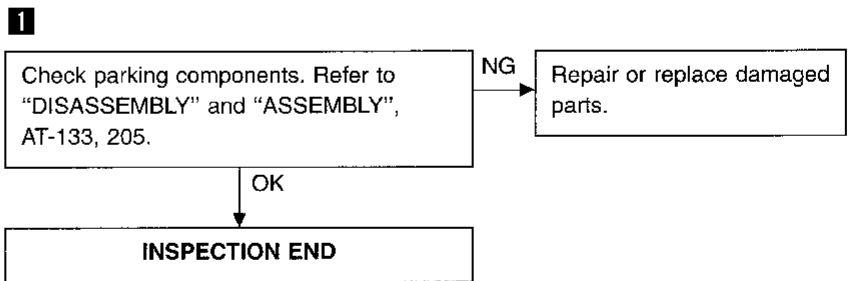 1
Check parking components. Refer to
"DISASSEMBLY" and "ASSEMBLY",
AT-133, 205.
NG
Repair or replace damaged
parts.
OK
INSPECTION END